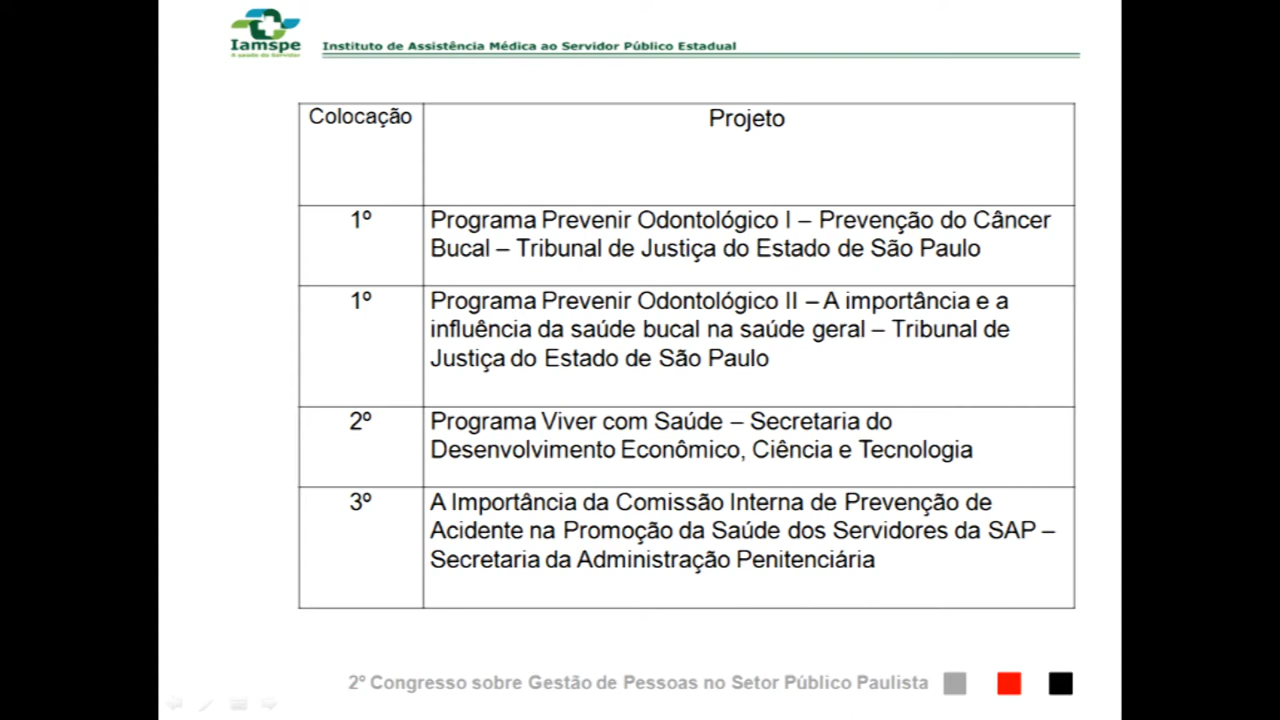 Iamspe
A saúde do Servidor
Instituto de Assistência Médica ao Servidor Público Estadual
Colocação
Projeto
1º
Programa Prevenir Odontológico I – Prevenção do Câncer
Bucal – Tribunal de Justiça do Estado de São Paulo
1º
Programa Prevenir Odontológico II – A importância e a
influência da saúde bucal na saúde geral – Tribunal de
Justiça do Estado de São Paulo
2º
Programa Viver com Saúde – Secretaria do
Desenvolvimento Econômico, Ciência e Tecnologia
3º
A Importância da Comissão Interna de Prevenção de
Acidente na Promoção da Saúde dos Servidores da SAP –
Secretaria da Administração Penitenciária
2º Congresso sobre Gestão de Pessoas no Setor Público Paulista